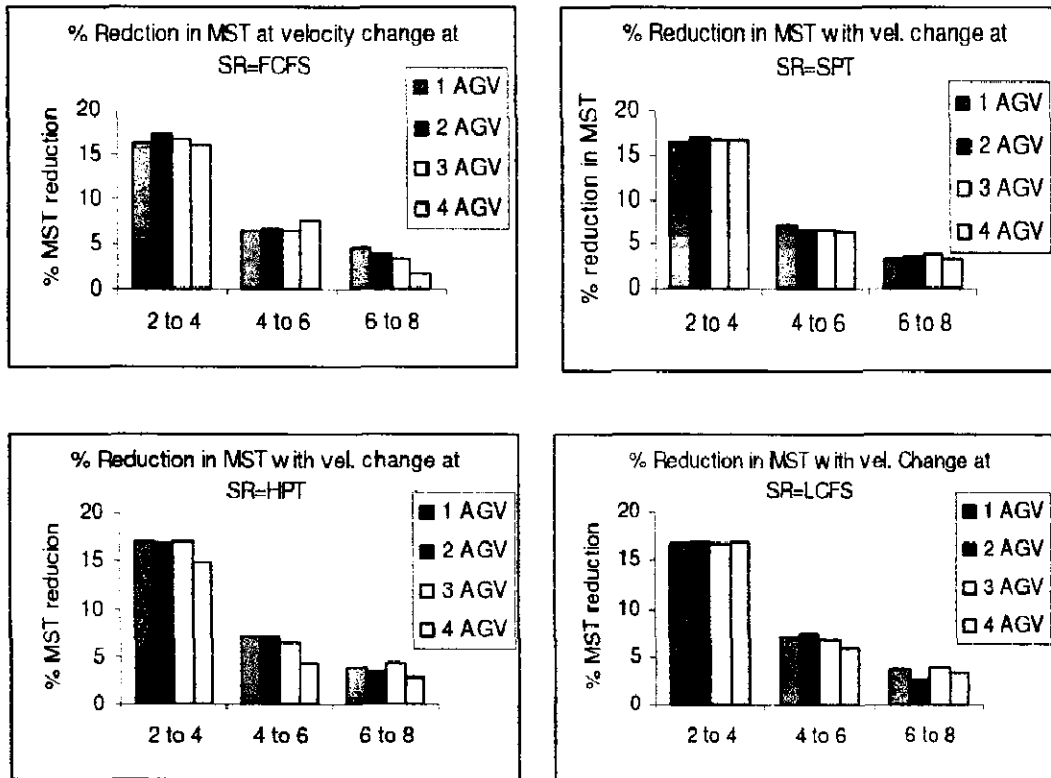 % Redction in MST at velocity change at
SR=FCFS
% MST reduction
20
15
10
5
0
2 to 4
4 to 6
6 to 8
1 AGV
2 AGV
3 AGV
4 AGV
% Reduction in MST with vel. change at
SR=SPT
% reduction in MST
20
15
10
5
0
2 to 4
4 to 6
6 to 8
1 AGV
2 AGV
3 AGV
4 AGV
% Reduction in MST with vel. change at
SR=HPT
% MST reducion
20
15
10
5
0
2 to 4
4 to 6
6 to 8
1 AGV
2 AGV
3 AGV
4 AGV
% Reduction in MST with vel. Change at
SR=LCFS
% MST reduction
20
15
10
5
0
2 to 4
4 to 6
6 to 8
1 AGV
2 AGV
3 AGV
4 AGV